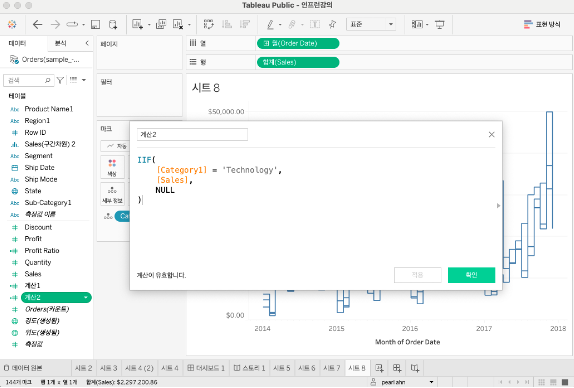 Tableau Public - 인프런강의
표준
표현 방식
데이터
분석
페이지
Orders(sample_-...
열
월(Order Date)
행
합계(Sales)
검색
필터
시트 8
테이블
Product Name1
Region1
Row ID
Sales(구간차원) 2
Segment
Ship Date
Ship Mode
State
Sub-Category1
측정값 이름
Discount
Profit
Profit Ratio
Quantity
Sales
계산1
계산2
Orders(카운트)
경도(생성됨)
위도(생성됨)
측정값
마크
자동
색상
세부 정보
$50,000.00
$0.00
2014
2015
2016
2017
2018
Month of Order Date
계산2
IIF(
[Category1] = 'Technology',
[Sales],
NULL
)
계산이 유효합니다.
적용
확인
데이터 원본
시트 2
시트 3
시트 4 (2)
시트 4
대시보드 1
스토리 1
시트 5
시트 6
시트 7
시트 8
144개 마크
행 1개 x 열 1개
합계(Sales): $2,297,200.86
pearl ahn